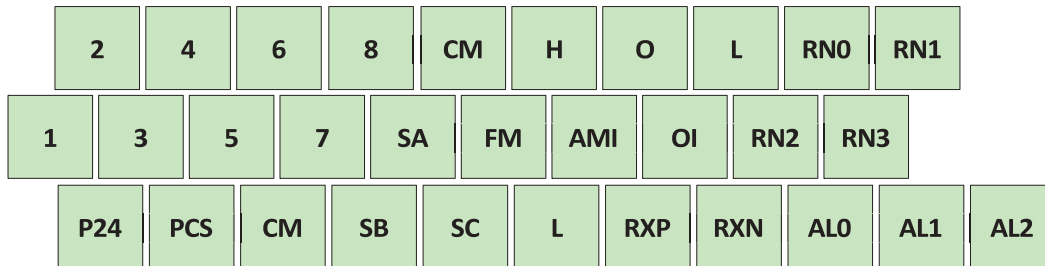 2 4 6 8 CM H O L RN0 RN1
1 3 5 7 SA FM AMI OI RN2 RN3
P24 PCS CM SB SC L RXP RXN AL0 AL1 AL2